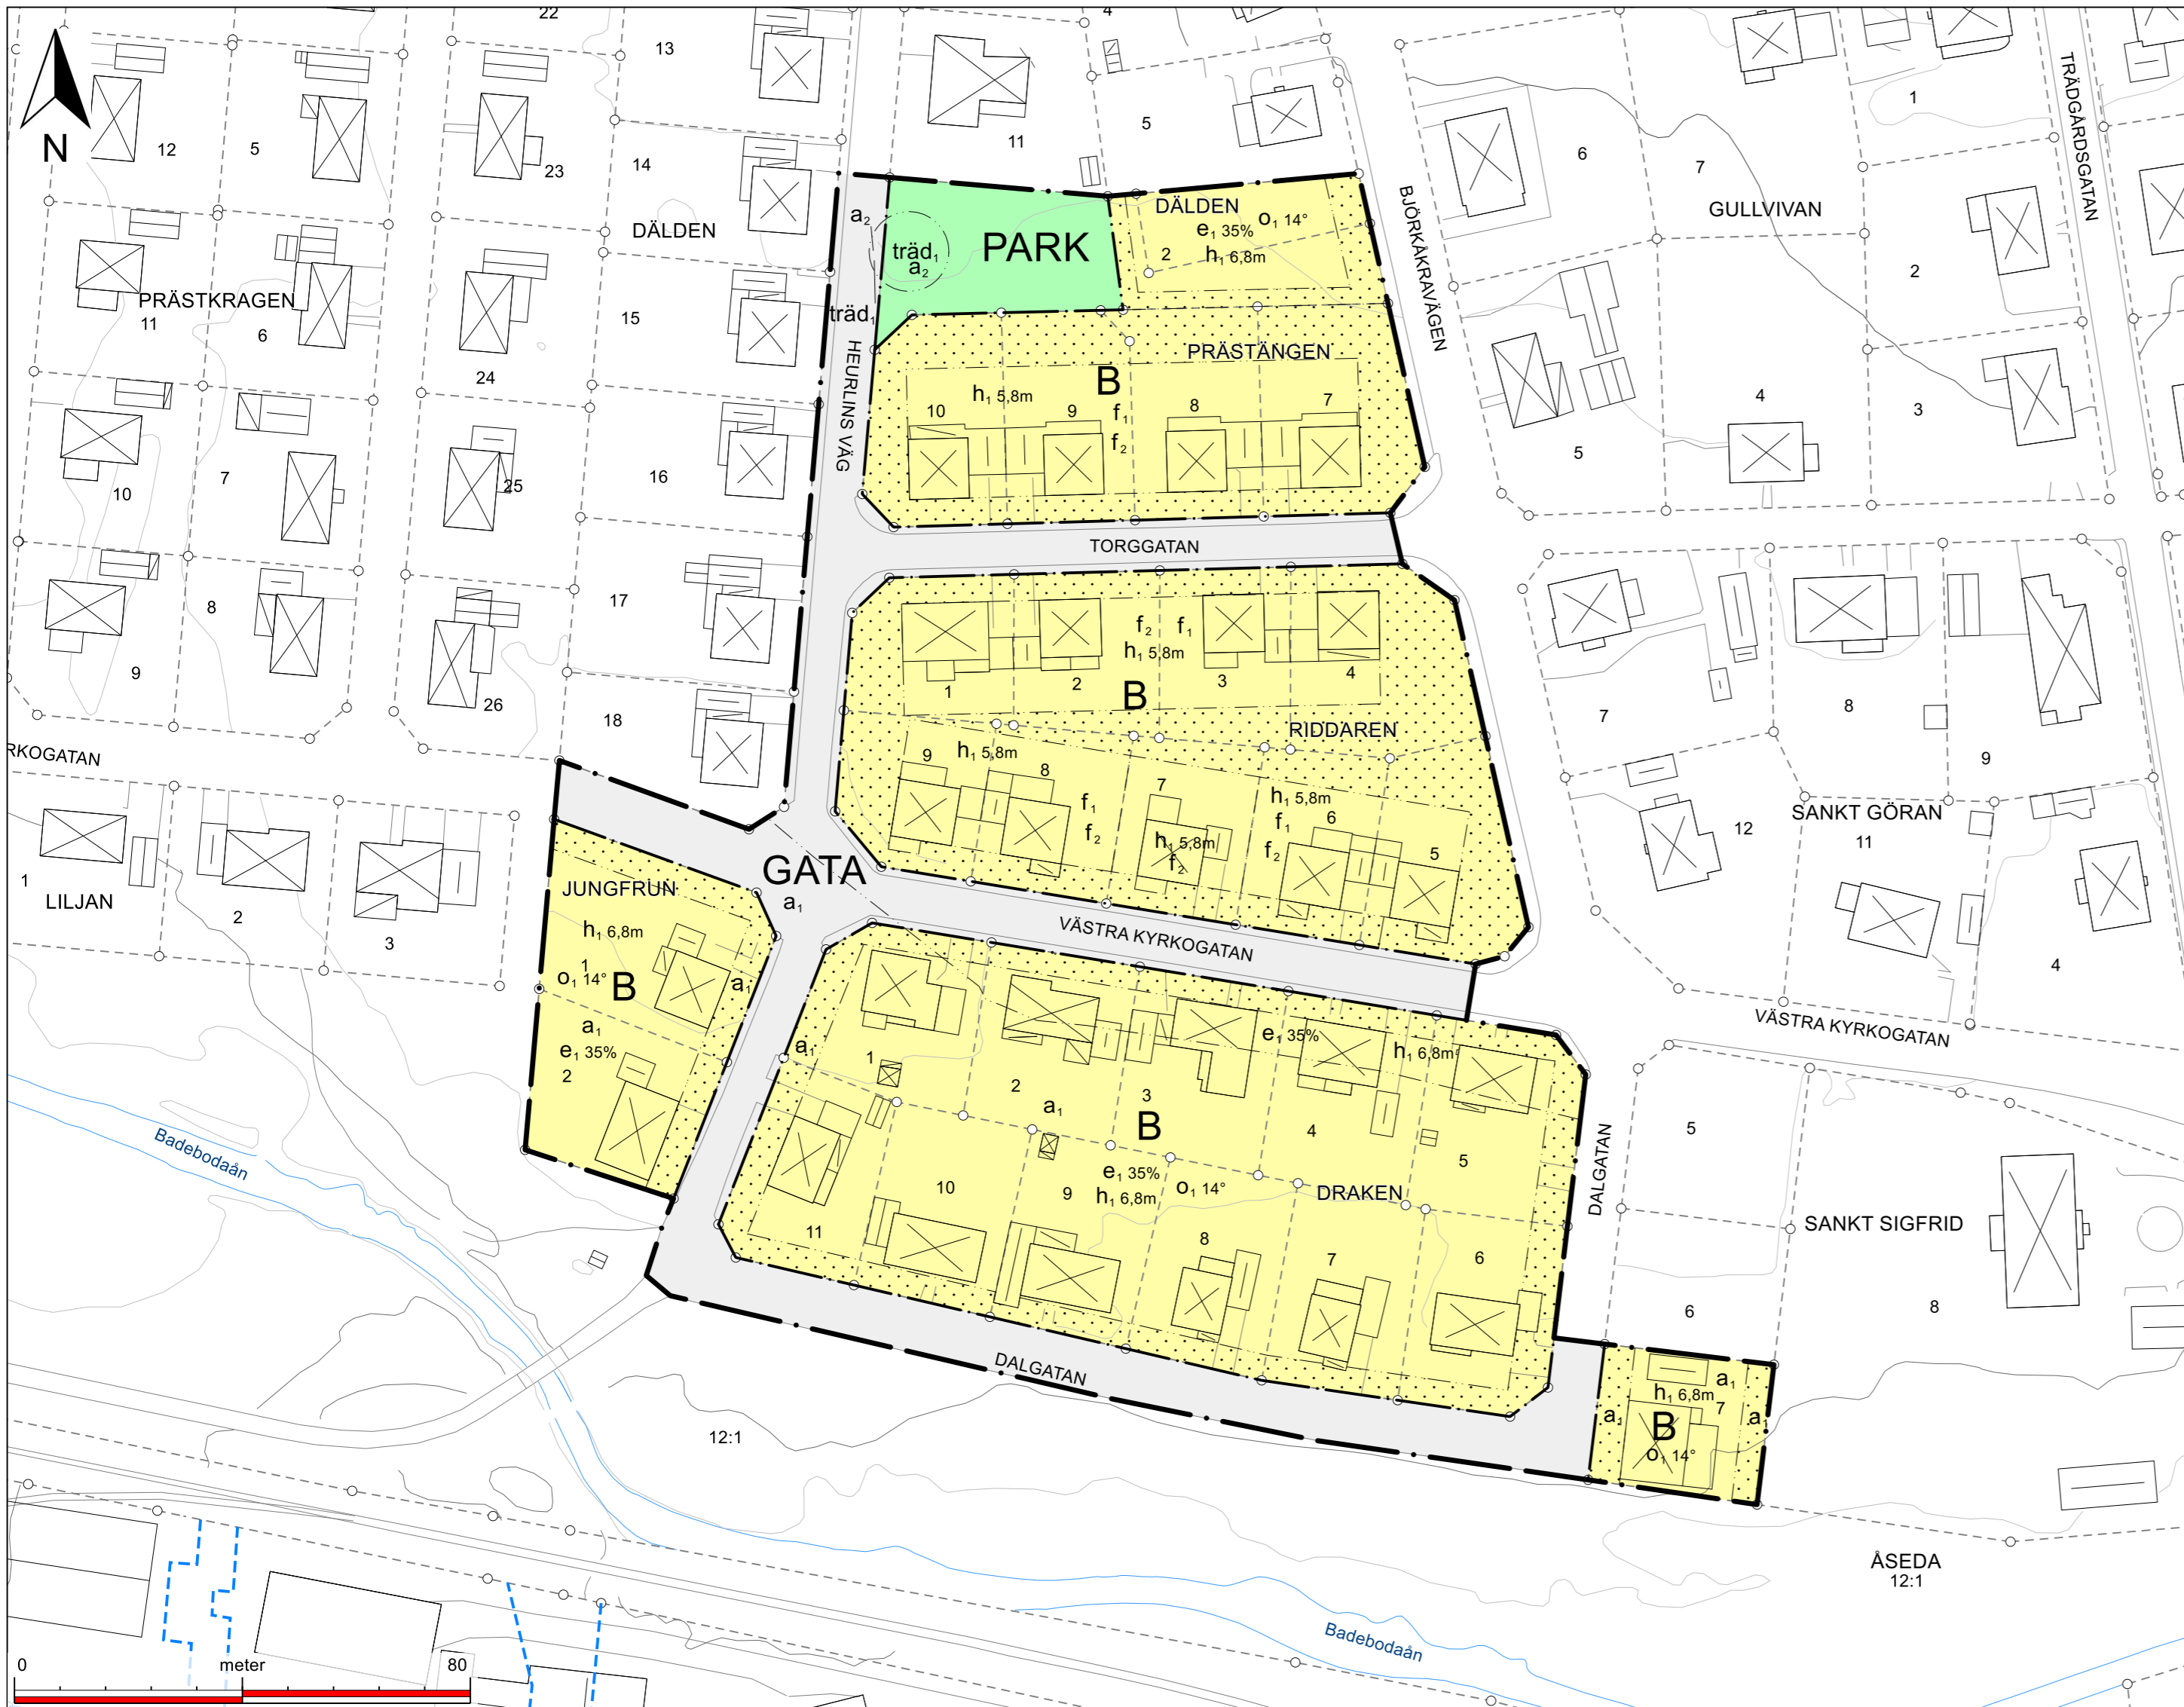 22
13
4
N
12
5
23
14
11
5
6
7
1
TRÄDGÅRDSGATAN
DÄLDEN
a₂
träd₁
a₂
PARK
DÄLDEN
e₁ 35%
o₁ 14°
2
h₁ 6,8m
BJÖRKÅKRAVÄGEN
GULLVIVAN
2
PRÄSTKRAGEN
11
6
15
träd₁
HEURLINS VÄG
PRÄSTÄNGEN
24
h₁ 5,8m
B
10
9
f₁
f₂
8
7
4
3
5
10
7
25
16
TORGGATAN
8
17
9
26
18
f₂
f₁
h₁ 5,8m
1
2
3
4
B
RIDDAREN
7
8
9
RKOGATAN
9
h₁ 5,8m
8
7
h₁ 5,8m
f₁
f₂
h₁ 5,8m
f₂
f₁
6
f₂
5
SANKT GÖRAN
12
11
4
1
LILJAN
2
3
JUNGFRUN
GATA
a₁
VÄSTRA KYRKOGATAN
VÄSTRA KYRKOGATAN
h₁ 6,8m
1
o₁ 14°
B
a₁
a₁
e₁ 35%
2
a₁
1
2
3
e₁ 35%
h₁ 6,8m
a₁
B
4
5
e₁ 35%
h₁ 6,8m
o₁ 14°
DRAKEN
10
9
11
8
7
6
DALGATAN
5
SANKT SIGFRID
6
8
Badebodaån
DALGATAN
12:1
a₁
h₁ 6,8m
7
a₁
B
a₁
o₁ 14°
ÅSEDA
12:1
Badebodaån
0
meter
80